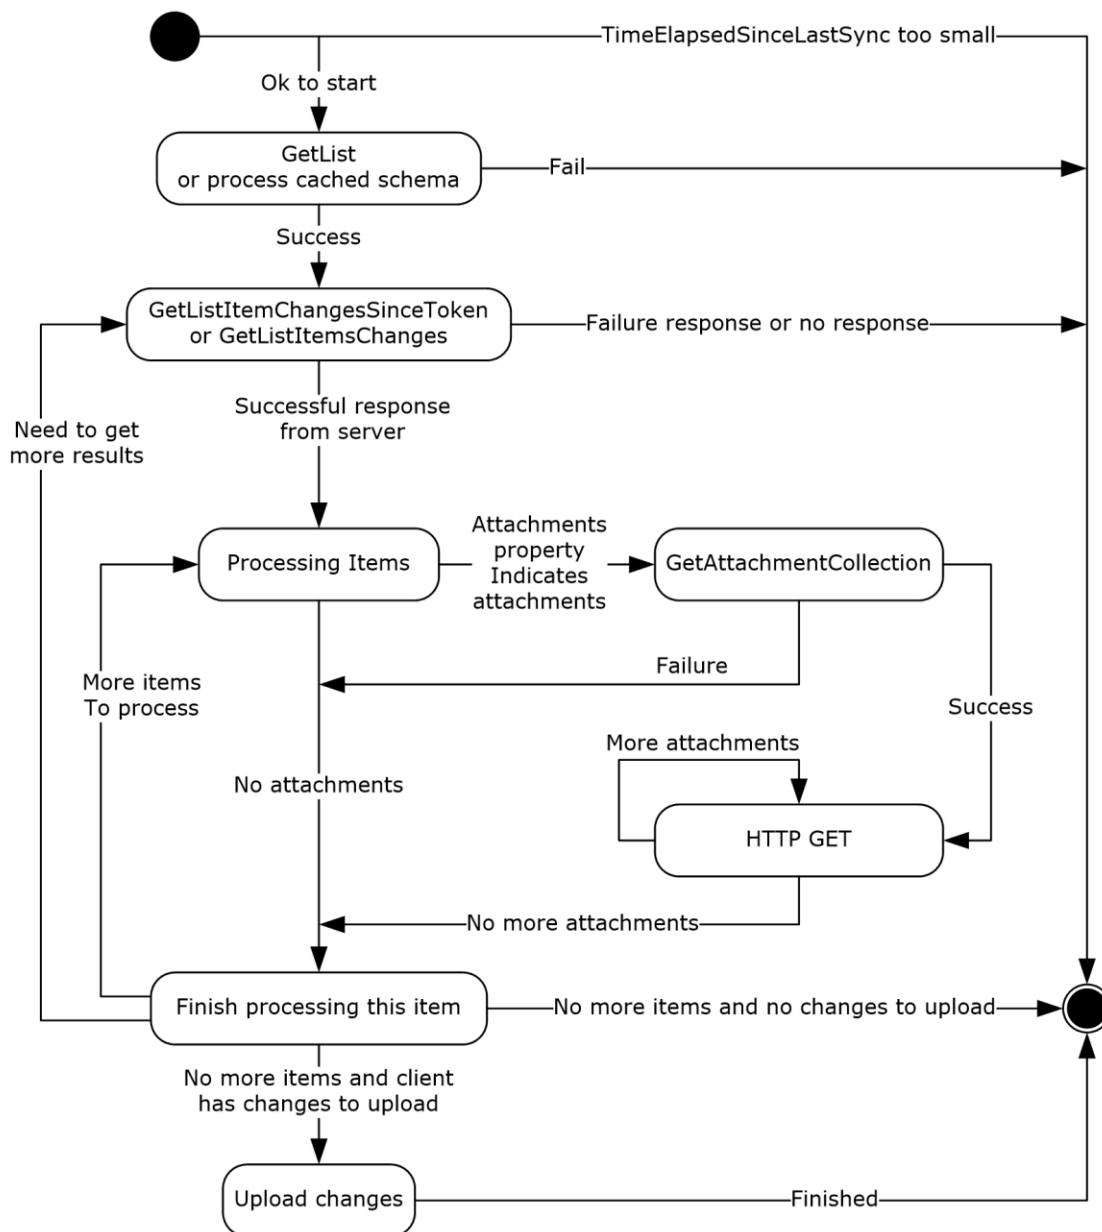 TimeElapsedSinceLastSync too small
Ok to start
GetList
or process cached schema
Fail
Success
GetListItemChangesSinceToken
or GetListItemsChanges
Failure response or no response
Successful response
from server
Need to get
more results
Processing Items
Attachments
property
Indicates
attachments
GetAttachmentCollection
Failure
More items
To process
Success
More attachments
No attachments
HTTP GET
No more attachments
Finish processing this item
No more items and no changes to upload
No more items and client
has changes to upload
Upload changes
Finished